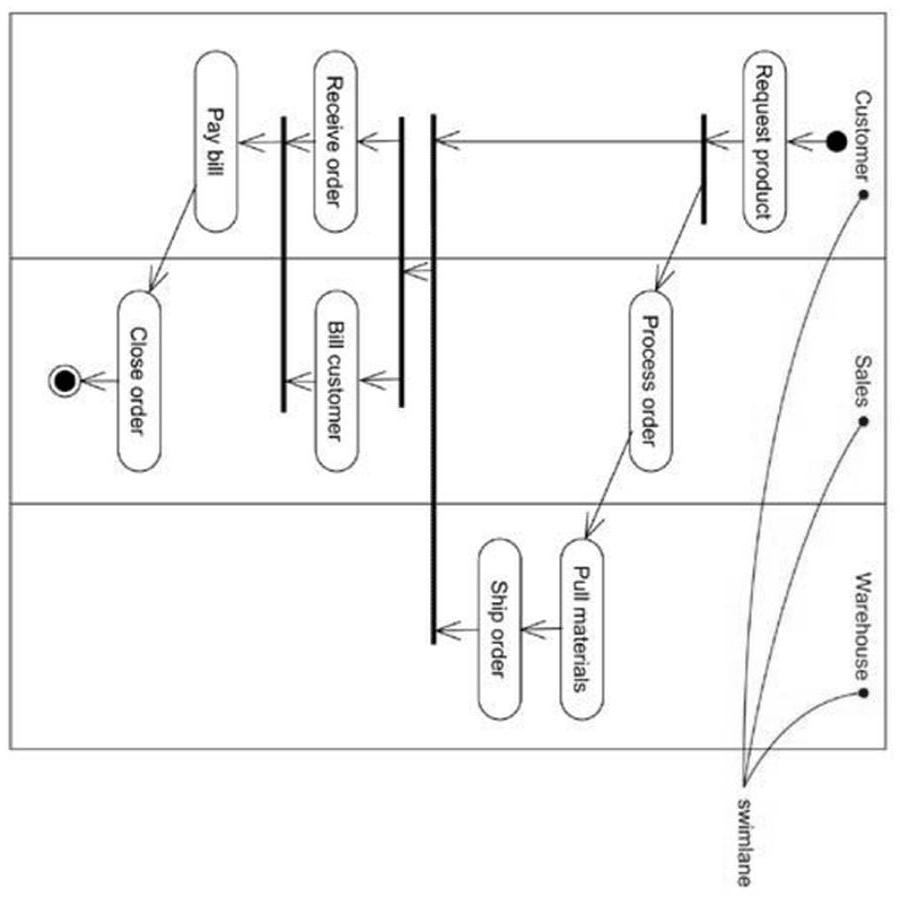 Customer
Sales
Warehouse
Request product
swimlane
Process order
Pull materials
Ship order
Receive order
Bill customer
Pay bill
Close order